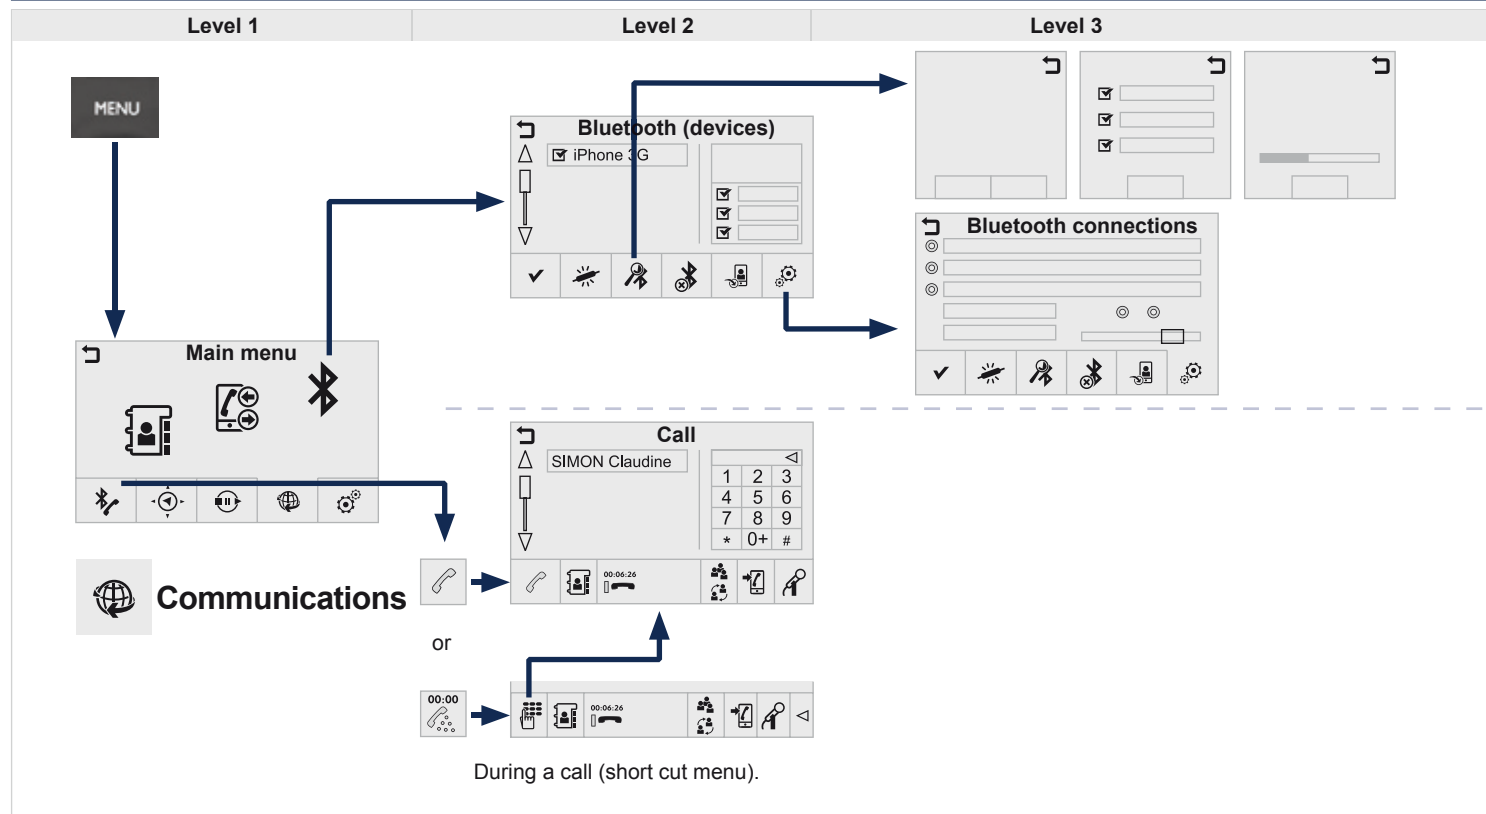 Level 1
Level 2
Level 3
MENU
Bluetooth (devices)
iPhone 3G
Bluetooth connections
Main menu
Call
SIMON Claudine
1 2 3
4 5 6
7 8 9
* 0+ #
00:06:26
Communications
or
00:00
00:06:26
During a call (short cut menu).